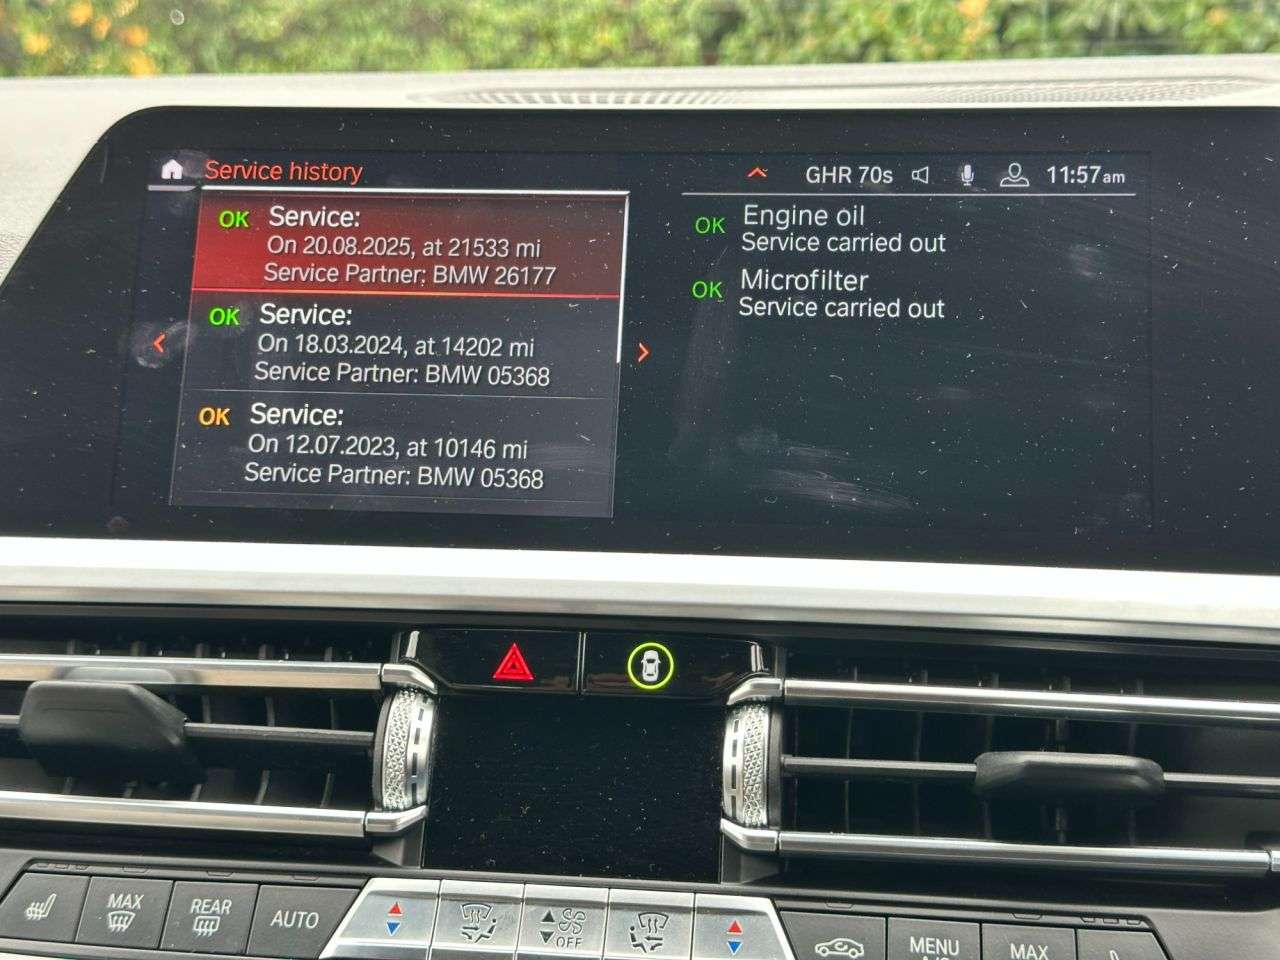 Service history
GHR 70s 11:57am
OK Service:
On 20.08.2025, at 21533 mi
Service Partner: BMW 26177
OK Service:
On 18.03.2024, at 14202 mi
Service Partner: BMW 05368
OK Service:
On 12.07.2023, at 10146 mi
Service Partner: BMW 05368
OK Engine oil
Service carried out
OK Microfilter
Service carried out
MAX
REAR
AUTO
OFF
MENU
MAX